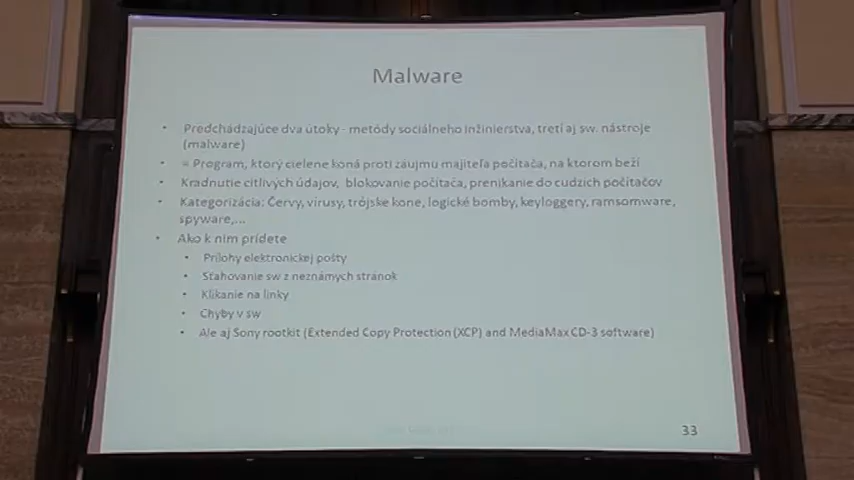 Malware
• Predchádzajúce dva útoky - metódy sociálneho inžinierstva, tretí aj sw. nástroje
(malware)
• = Program, ktorý cielene koná proti záujmu majiteľa počítača, na ktorom beží
• Kradnutie citlivých údajov, blokovanie počítača, prenikanie do cudzích počítačov
• Kategorizácia: Červy, vírusy, trójske kone, logické bomby, keyloggery, ramsomware,
spyware,...
• Ako k nim prídete
• Prílohy elektronickej pošty
• Sťahovanie sw z neznámych stránok
• Klikanie na linky
• Chyby v sw
• Ale aj Sony rootkit (Extended Copy Protection (XCP) and MediaMax CD-3 software)
33